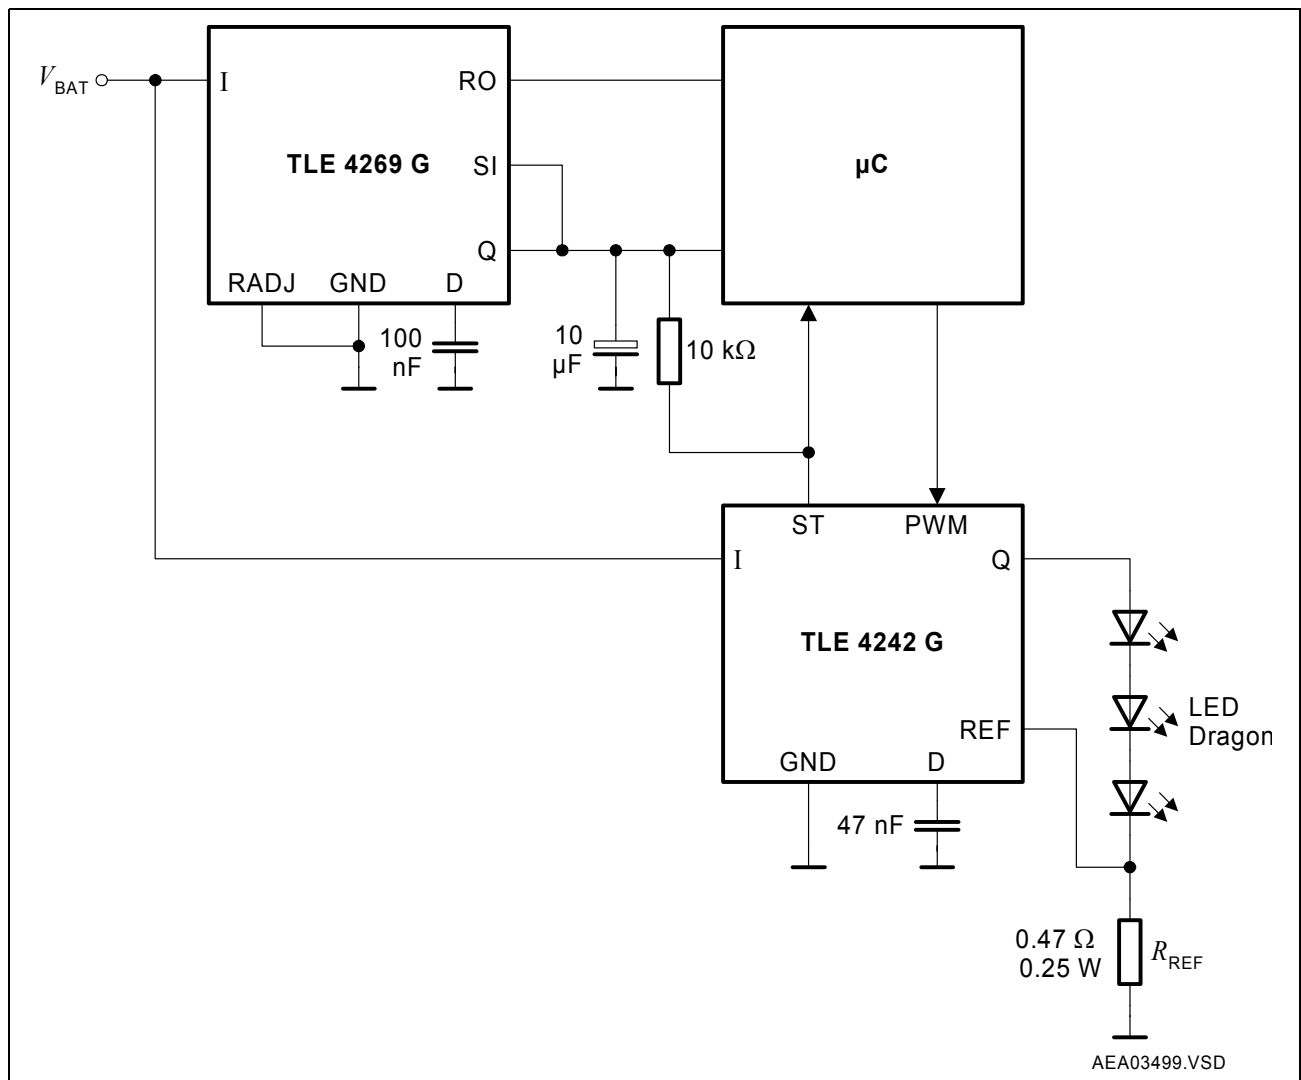 V_BAT
I
RO
TLE 4269 G
SI
Q
RADJ
GND
D
100
nF
µC
10
µF
10 kΩ
ST
PWM
I
Q
TLE 4242 G
REF
GND
D
47 nF
LED
Dragon
0.47 Ω
0.25 W
R_REF
AEA03499.VSD